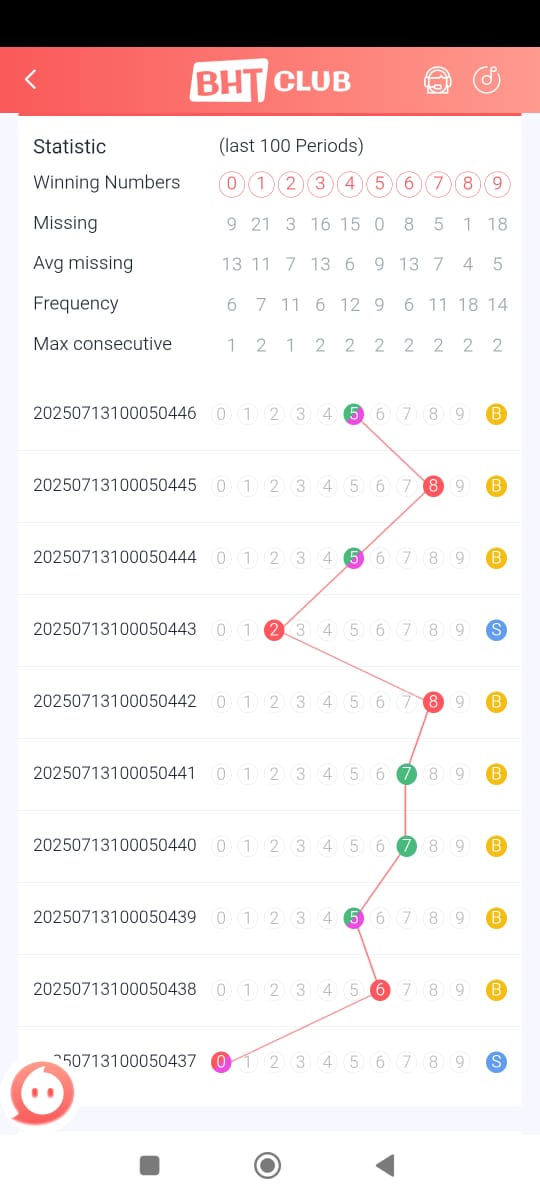 BHT CLUB
Statistic (last 100 Periods)
Winning Numbers 0 1 2 3 4 5 6 7 8 9
Missing 9 21 3 16 15 0 8 5 1 18
Avg missing 13 11 7 13 6 9 13 7 4 5
Frequency 6 7 11 6 12 9 6 11 18 14
Max consecutive 1 2 1 2 2 2 2 2 2 2
20250713100050446 0 1 2 3 4 5 6 7 8 9 B
20250713100050445 0 1 2 3 4 5 6 7 8 9 B
20250713100050444 0 1 2 3 4 5 6 7 8 9 B
20250713100050443 0 1 2 3 4 5 6 7 8 9 S
20250713100050442 0 1 2 3 4 5 6 7 8 9 B
20250713100050441 0 1 2 3 4 5 6 7 8 9 B
20250713100050440 0 1 2 3 4 5 6 7 8 9 B
20250713100050439 0 1 2 3 4 5 6 7 8 9 B
20250713100050438 0 1 2 3 4 5 6 7 8 9 B
250713100050437 0 1 2 3 4 5 6 7 8 9 S